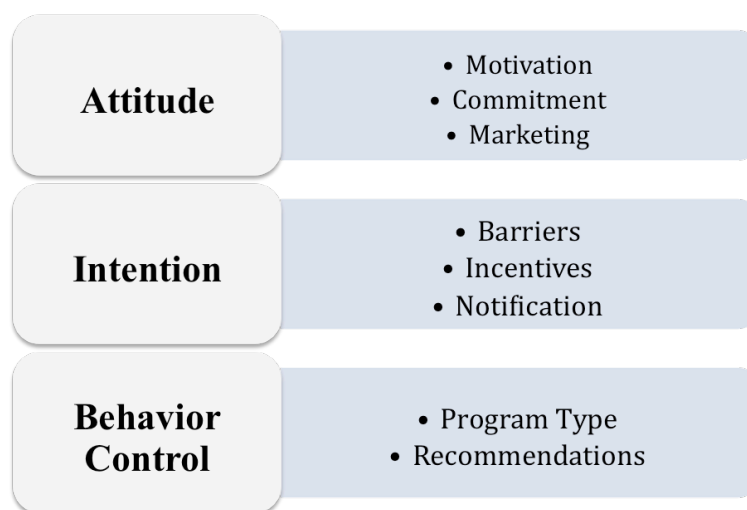 Attitude
• Motivation
• Commitment
• Marketing
Intention
• Barriers
• Incentives
• Notification
Behavior
Control
• Program Type
• Recommendations